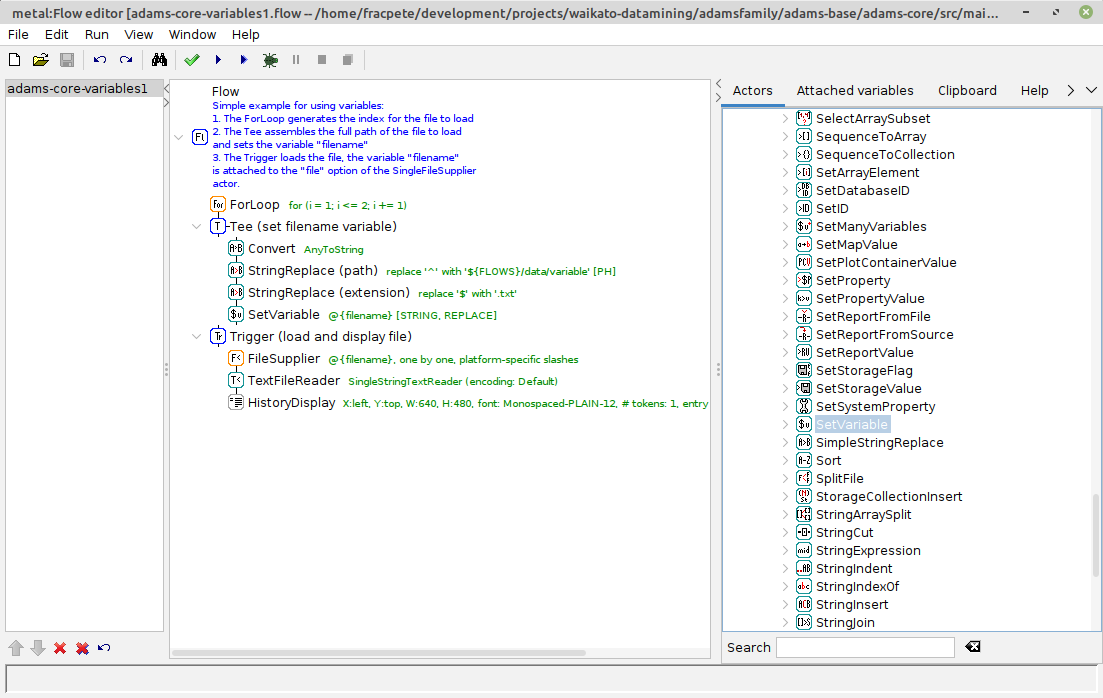 metal:Flow editor [adams-core-variables1.flow -- /home/fracpete/development/projects/waikato-datamining/adamsfamily/adams-base/adams-core/src/mai...
File Edit Run View Window Help
adams-core-variables1
Flow
Simple example for using variables:
1. The ForLoop generates the index for the file to load
2. The Tee assembles the full path of the file to load
and sets the variable "filename"
3. The Trigger loads the file, the variable "filename"
is attached to the "file" option of the SingleFileSupplier
actor.
ForLoop for (i = 1; i <= 2; i += 1)
Tee (set filename variable)
Convert AnyToString
StringReplace (path) replace '^' with '${FLOWS}/data/variable' [PH]
StringReplace (extension) replace '$' with '.txt'
SetVariable @{filename} [STRING, REPLACE]
Trigger (load and display file)
FileSupplier @{filename}, one by one, platform-specific slashes
TextFileReader SingleStringTextReader (encoding: Default)
HistoryDisplay X:left, Y:top, W:640, H:480, font: Monospaced-PLAIN-12, # tokens: 1, entry
Actors Attached variables Clipboard Help
SelectArraySubset
SequenceToArray
SequenceToCollection
SetArrayElement
SetDatabaseID
SetID
SetManyVariables
SetMapValue
SetPlotContainerValue
SetProperty
SetPropertyValue
SetReportFromFile
SetReportFromSource
SetReportValue
SetStorageFlag
SetStorageValue
SetSystemProperty
SetVariable
SimpleStringReplace
Sort
SplitFile
StorageCollectionInsert
StringArraySplit
StringCut
StringExpression
StringIndent
StringIndexOf
StringInsert
StringJoin
Search